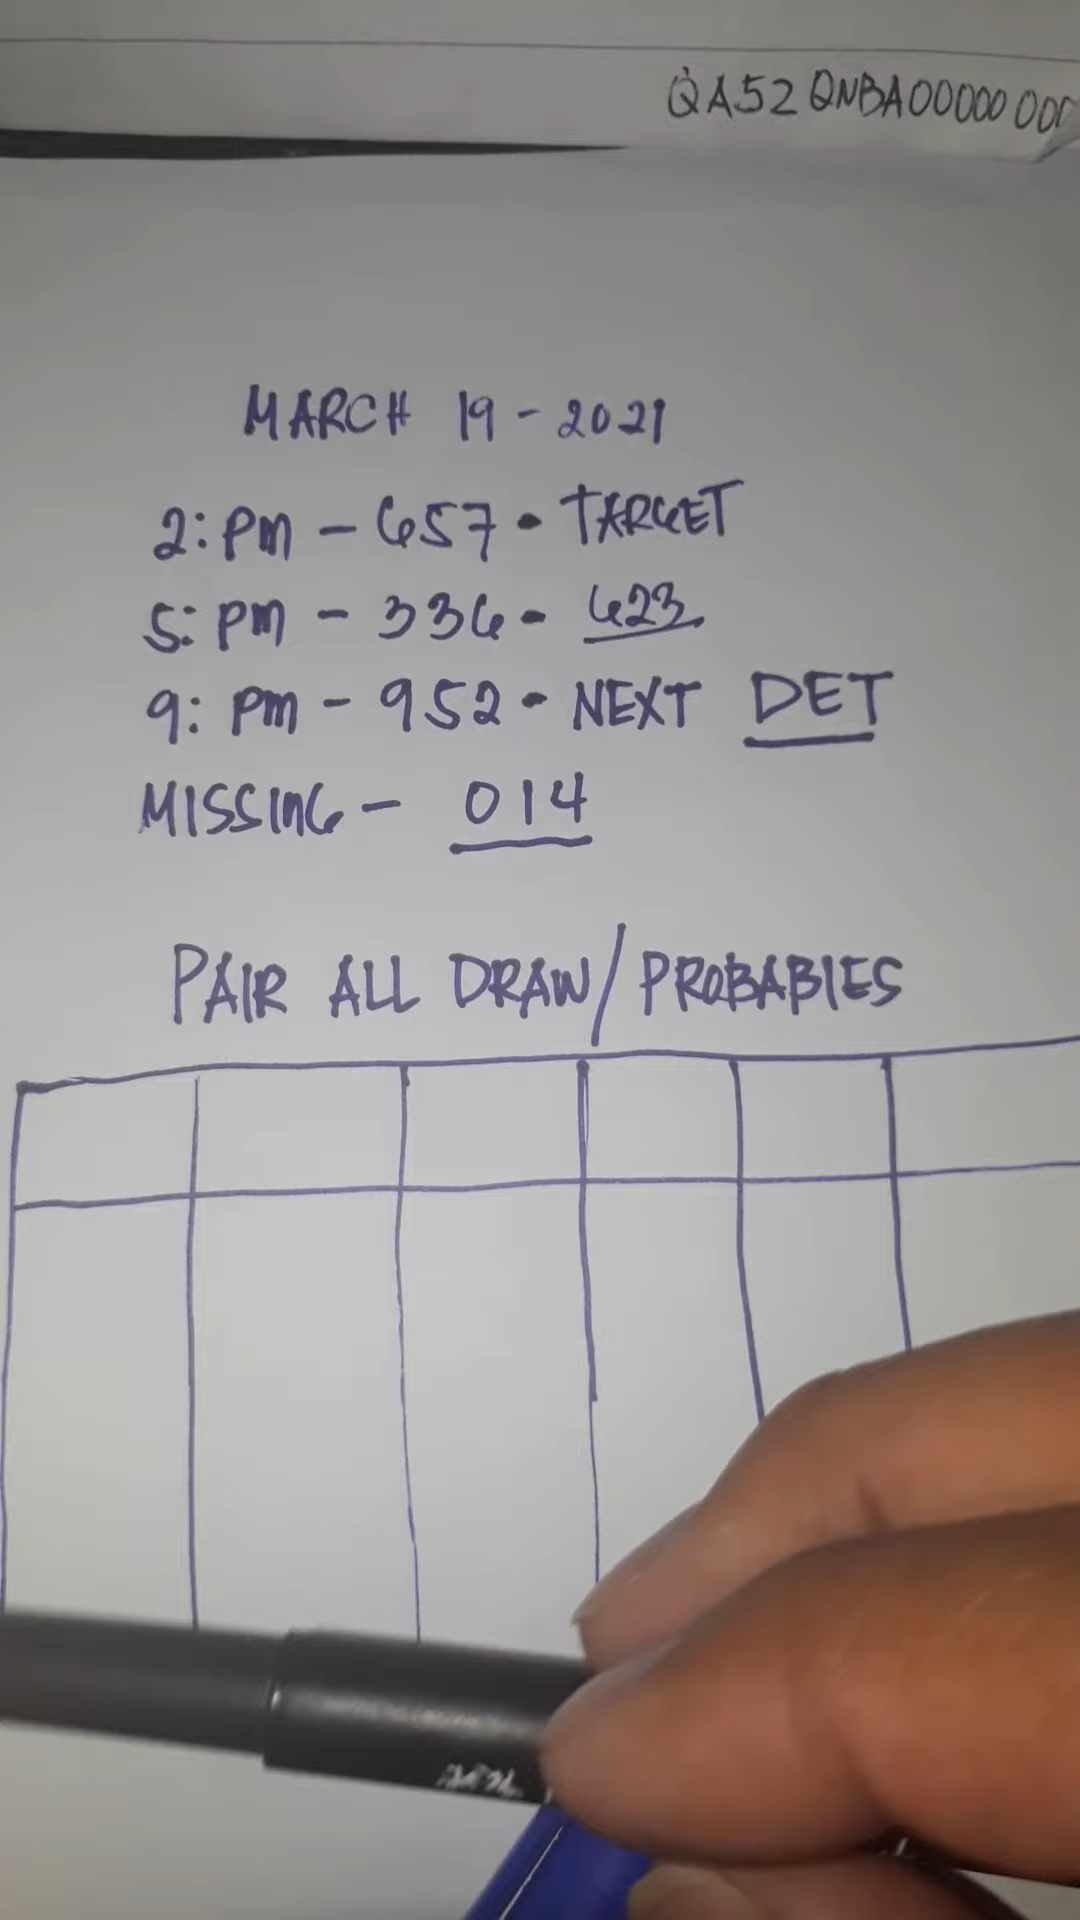 QA52QNBA00000 00
MARCH 19-2021
2:PM - 657 • TARGET
5:PM - 336 - 623
9:PM - 952 - NEXT DET
MISSING - 014
PAIR ALL DRAW/PROBABIES